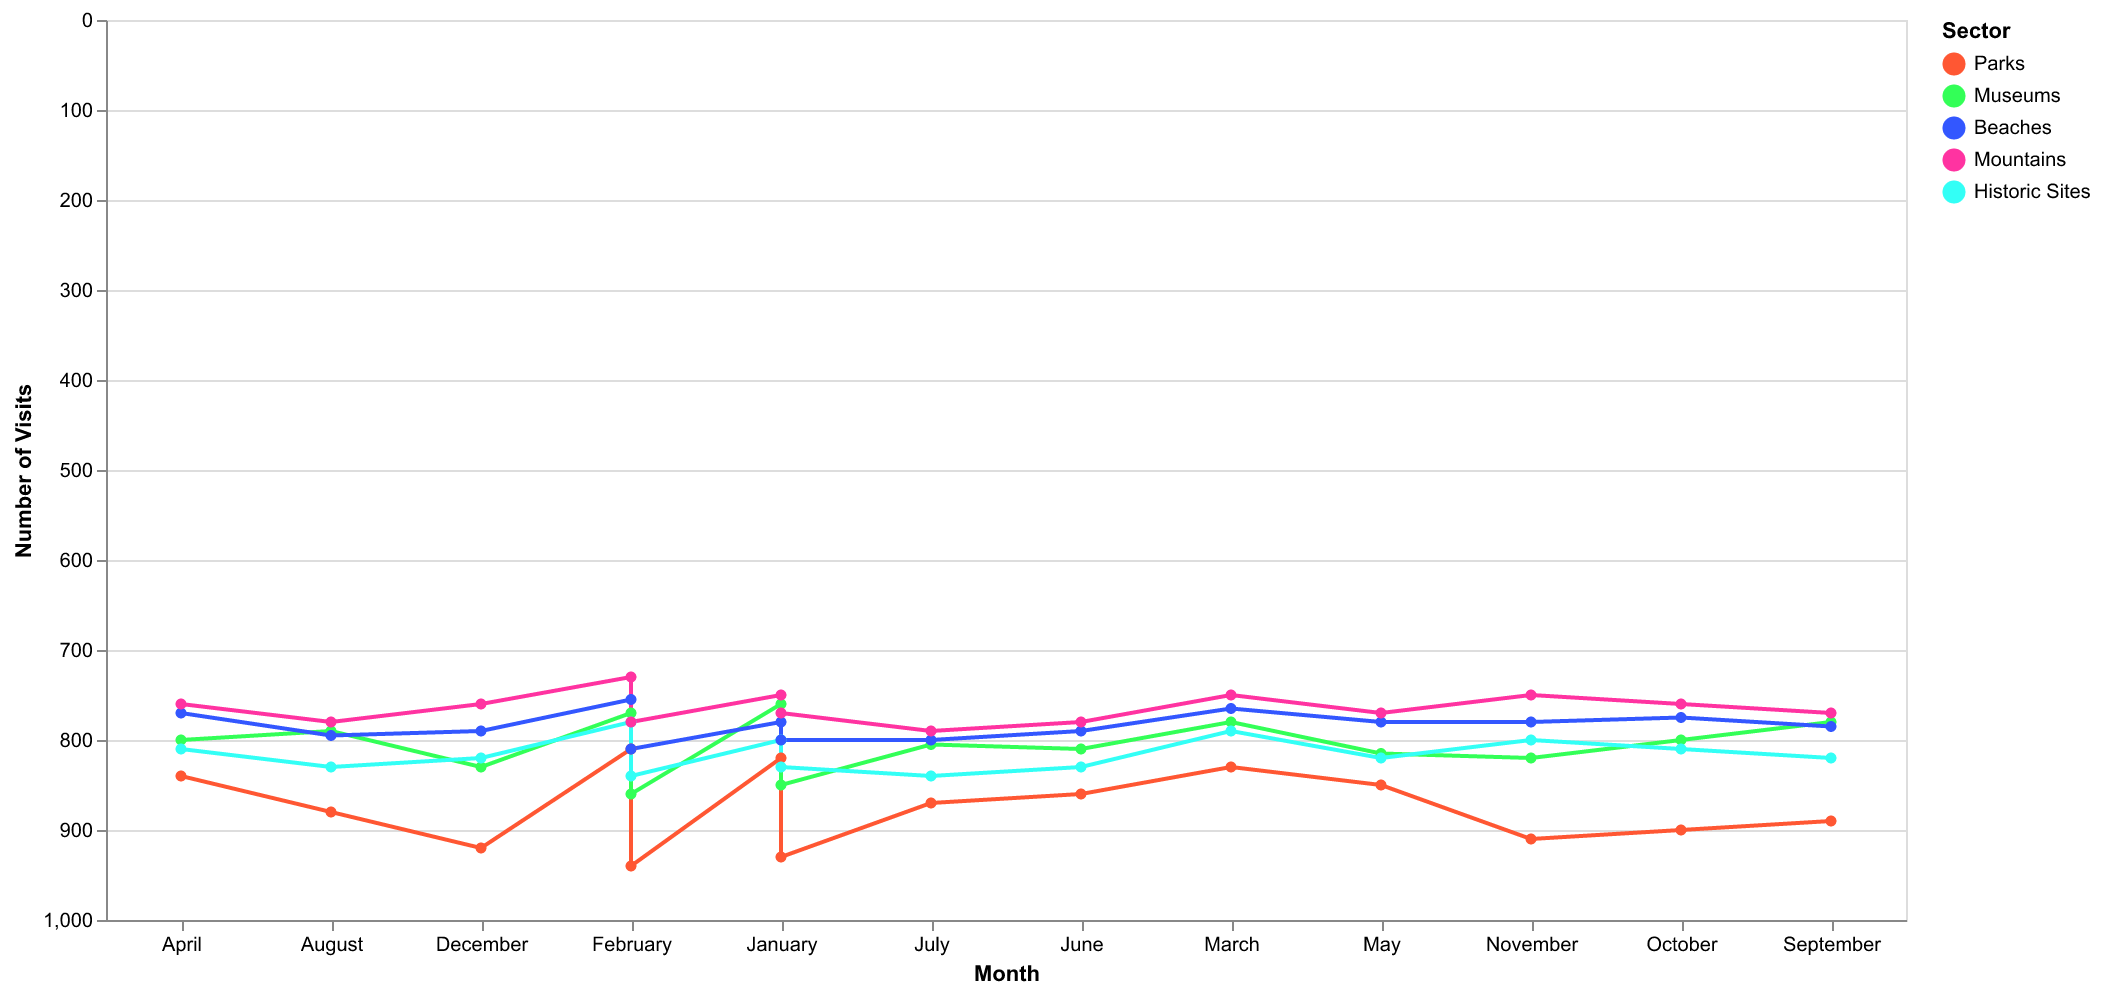 0
100
200
300
400
500
600
700
800
900
1,000
Number of Visits
April August December February January July June March May November October September
Month
Sector
Parks
Museums
Beaches
Mountains
Historic Sites